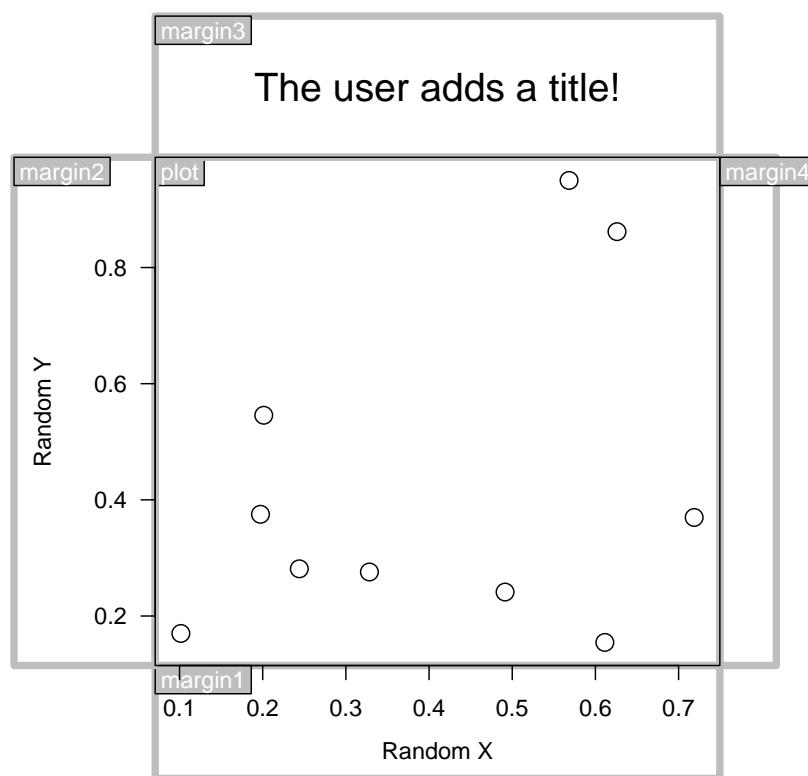 margin3
The user adds a title!
margin2
plot
margin4
0.8
0.6
0.4
0.2
Random Y
margin1
0.1 0.2 0.3 0.4 0.5 0.6 0.7
Random X